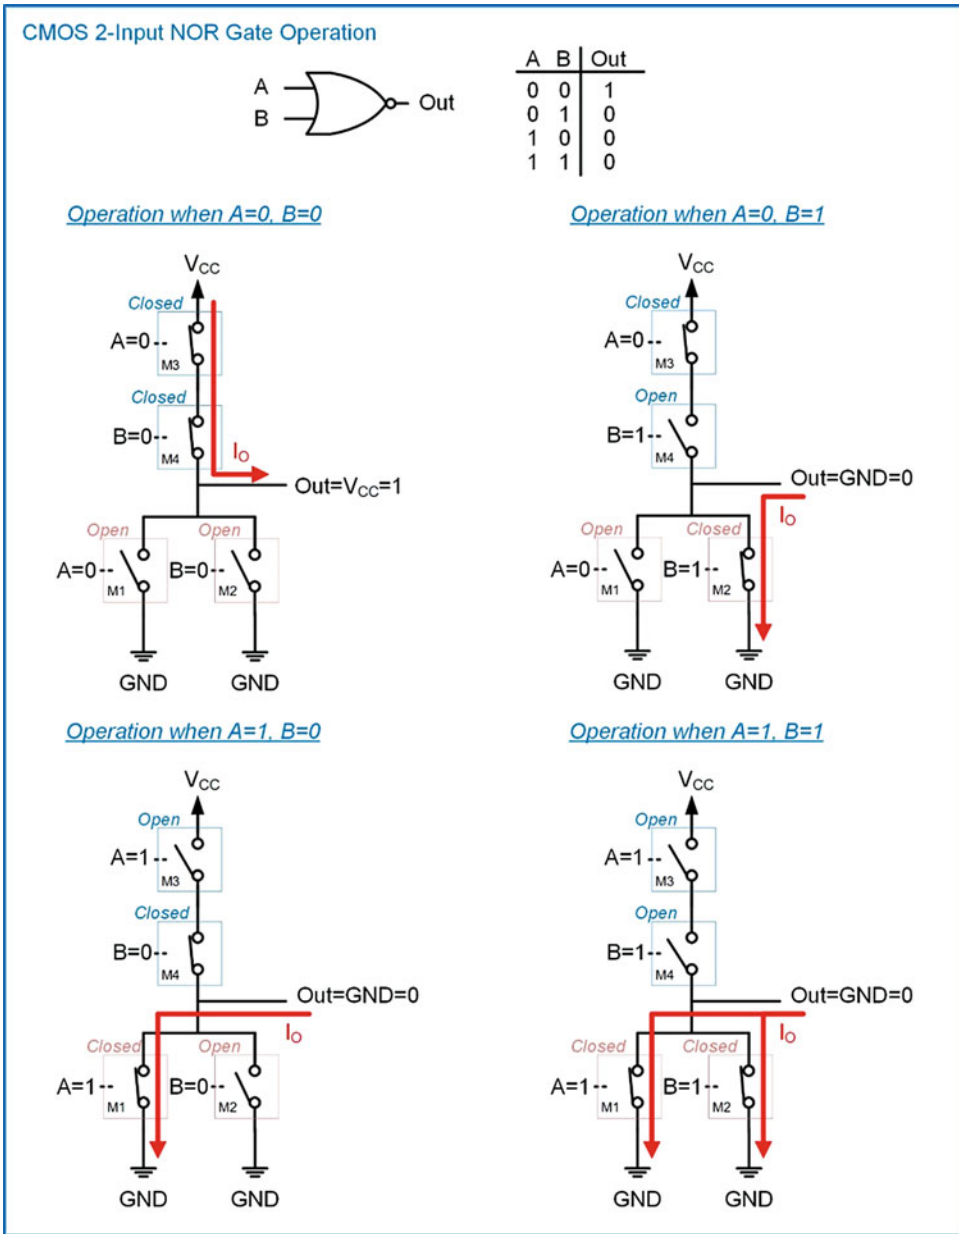 CMOS 2-Input NOR Gate Operation
A B Out
A
B
Out
0 0 1
0 1 0
1 0 0
1 1 0
Operation when A=0, B=0
VCC
Closed
A=0
M3
Closed
B=0
M4
IO
Out=VCC=1
Open
Open
A=0
M1
B=0
M2
GND
GND
Operation when A=0, B=1
VCC
Closed
A=0
M3
Open
B=1
M4
Out=GND=0
IO
Open
Closed
A=0
M1
B=1
M2
GND
GND
Operation when A=1, B=0
VCC
Open
A=1
M3
Closed
B=0
M4
Out=GND=0
IO
Closed
Open
A=1
M1
B=0
M2
GND
GND
Operation when A=1, B=1
VCC
Open
A=1
M3
Open
B=1
M4
Out=GND=0
IO
Closed
Closed
A=1
M1
B=1
M2
GND
GND